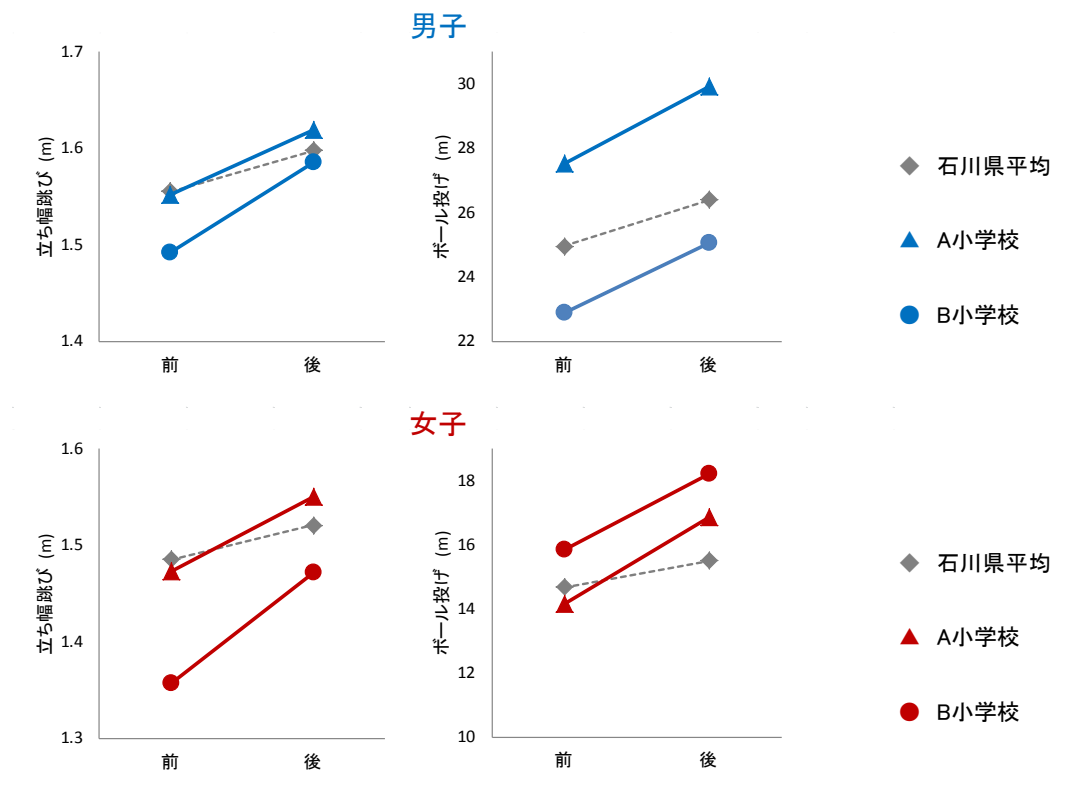 男子
立ち幅跳び (m)
1.7
1.6
1.5
1.4
前
後
ボール投げ (m)
30
28
26
24
22
前
後
石川県平均
A小学校
B小学校
女子
立ち幅跳び (m)
1.6
1.5
1.4
1.3
前
後
ボール投げ (m)
18
16
14
12
10
前
後
石川県平均
A小学校
B小学校